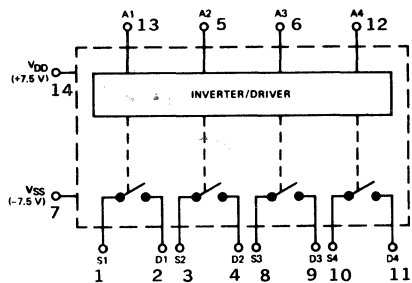 A1 13 A2 5 A3 6 A4 12
VDD
(+7.5 V)
14
INVERTER/DRIVER
VSS
(−7.5 V)
7
S1 D1 S2 D2 S3 D3 S4 D4
1 2 3 4 8 9 10 11